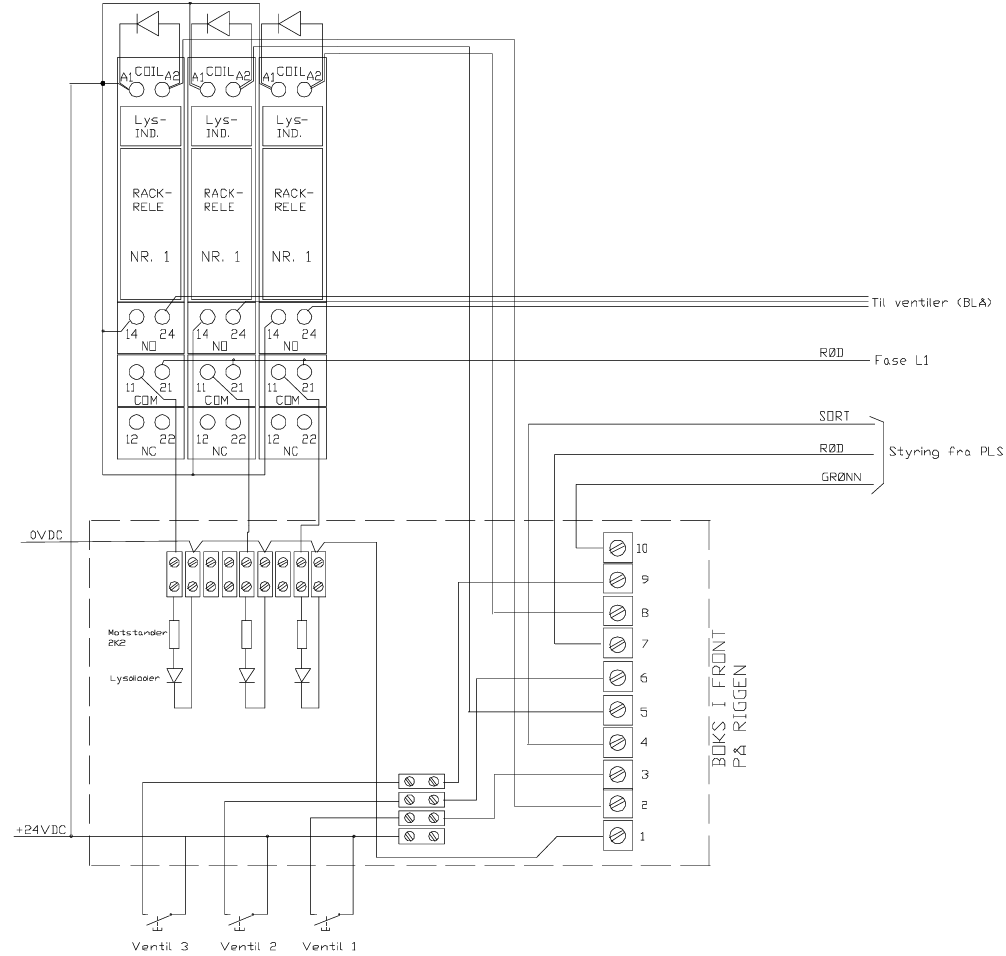 A1 COIL A2 A1 COIL A2 A1 COIL A2
Lys- Lys- Lys-
IND. IND. IND.
RACK- RACK- RACK-
RELE RELE RELE
NR. 1 NR. 1 NR. 1
Til ventiler (BLÅ)
14 24 14 24 14 24
NO NO NO
RØD
Fase L1
11 21 11 21 11 21
COM COM COM
SORT
12 22 12 22 12 22
NC NC NC
RØD
Styring fra PLS
GRØNN
0VDC
10
9
8
Motstander
2K2
7
Lysdioder
6
5
4
3
2
1
BOKS I FRONT
PÅ RIGGEN
+24VDC
Ventil 3 Ventil 2 Ventil 1